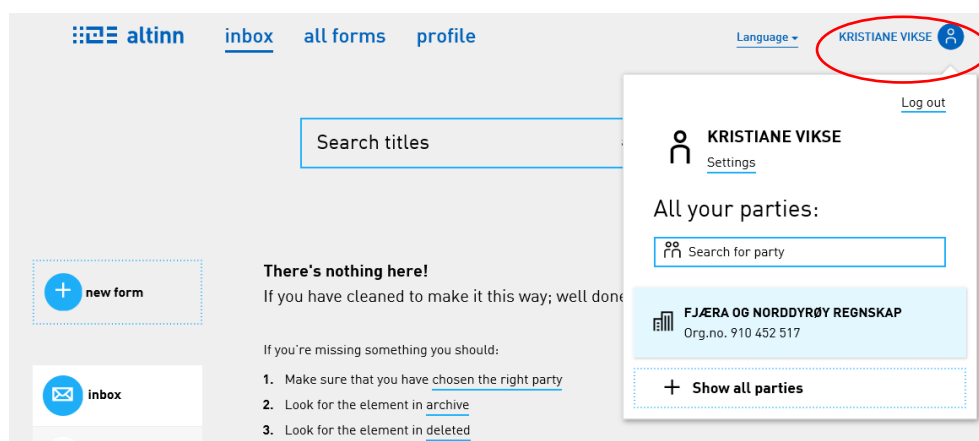 altinn inbox all forms profile Language KRISTIANE VIKSE
Log out
KRISTIANE VIKSE
Settings
Search titles
All your parties:
Search for party
There's nothing here!
new form
If you have cleaned to make it this way; well done
FJÆRA OG NORDDYRØY REGNSKAP
Org.no. 910 452 517
If you're missing something you should:
1. Make sure that you have chosen the right party
inbox
2. Look for the element in archive
3. Look for the element in deleted
+ Show all parties